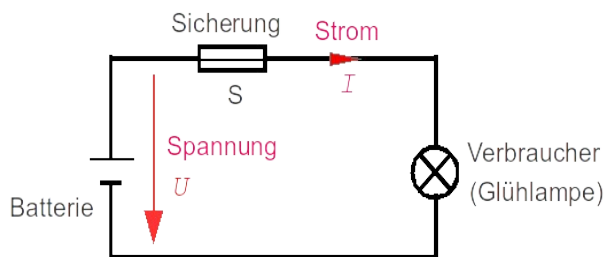 Sicherung
Strom
S
I
Spannung
U
Batterie
Verbraucher
(Glühlampe)